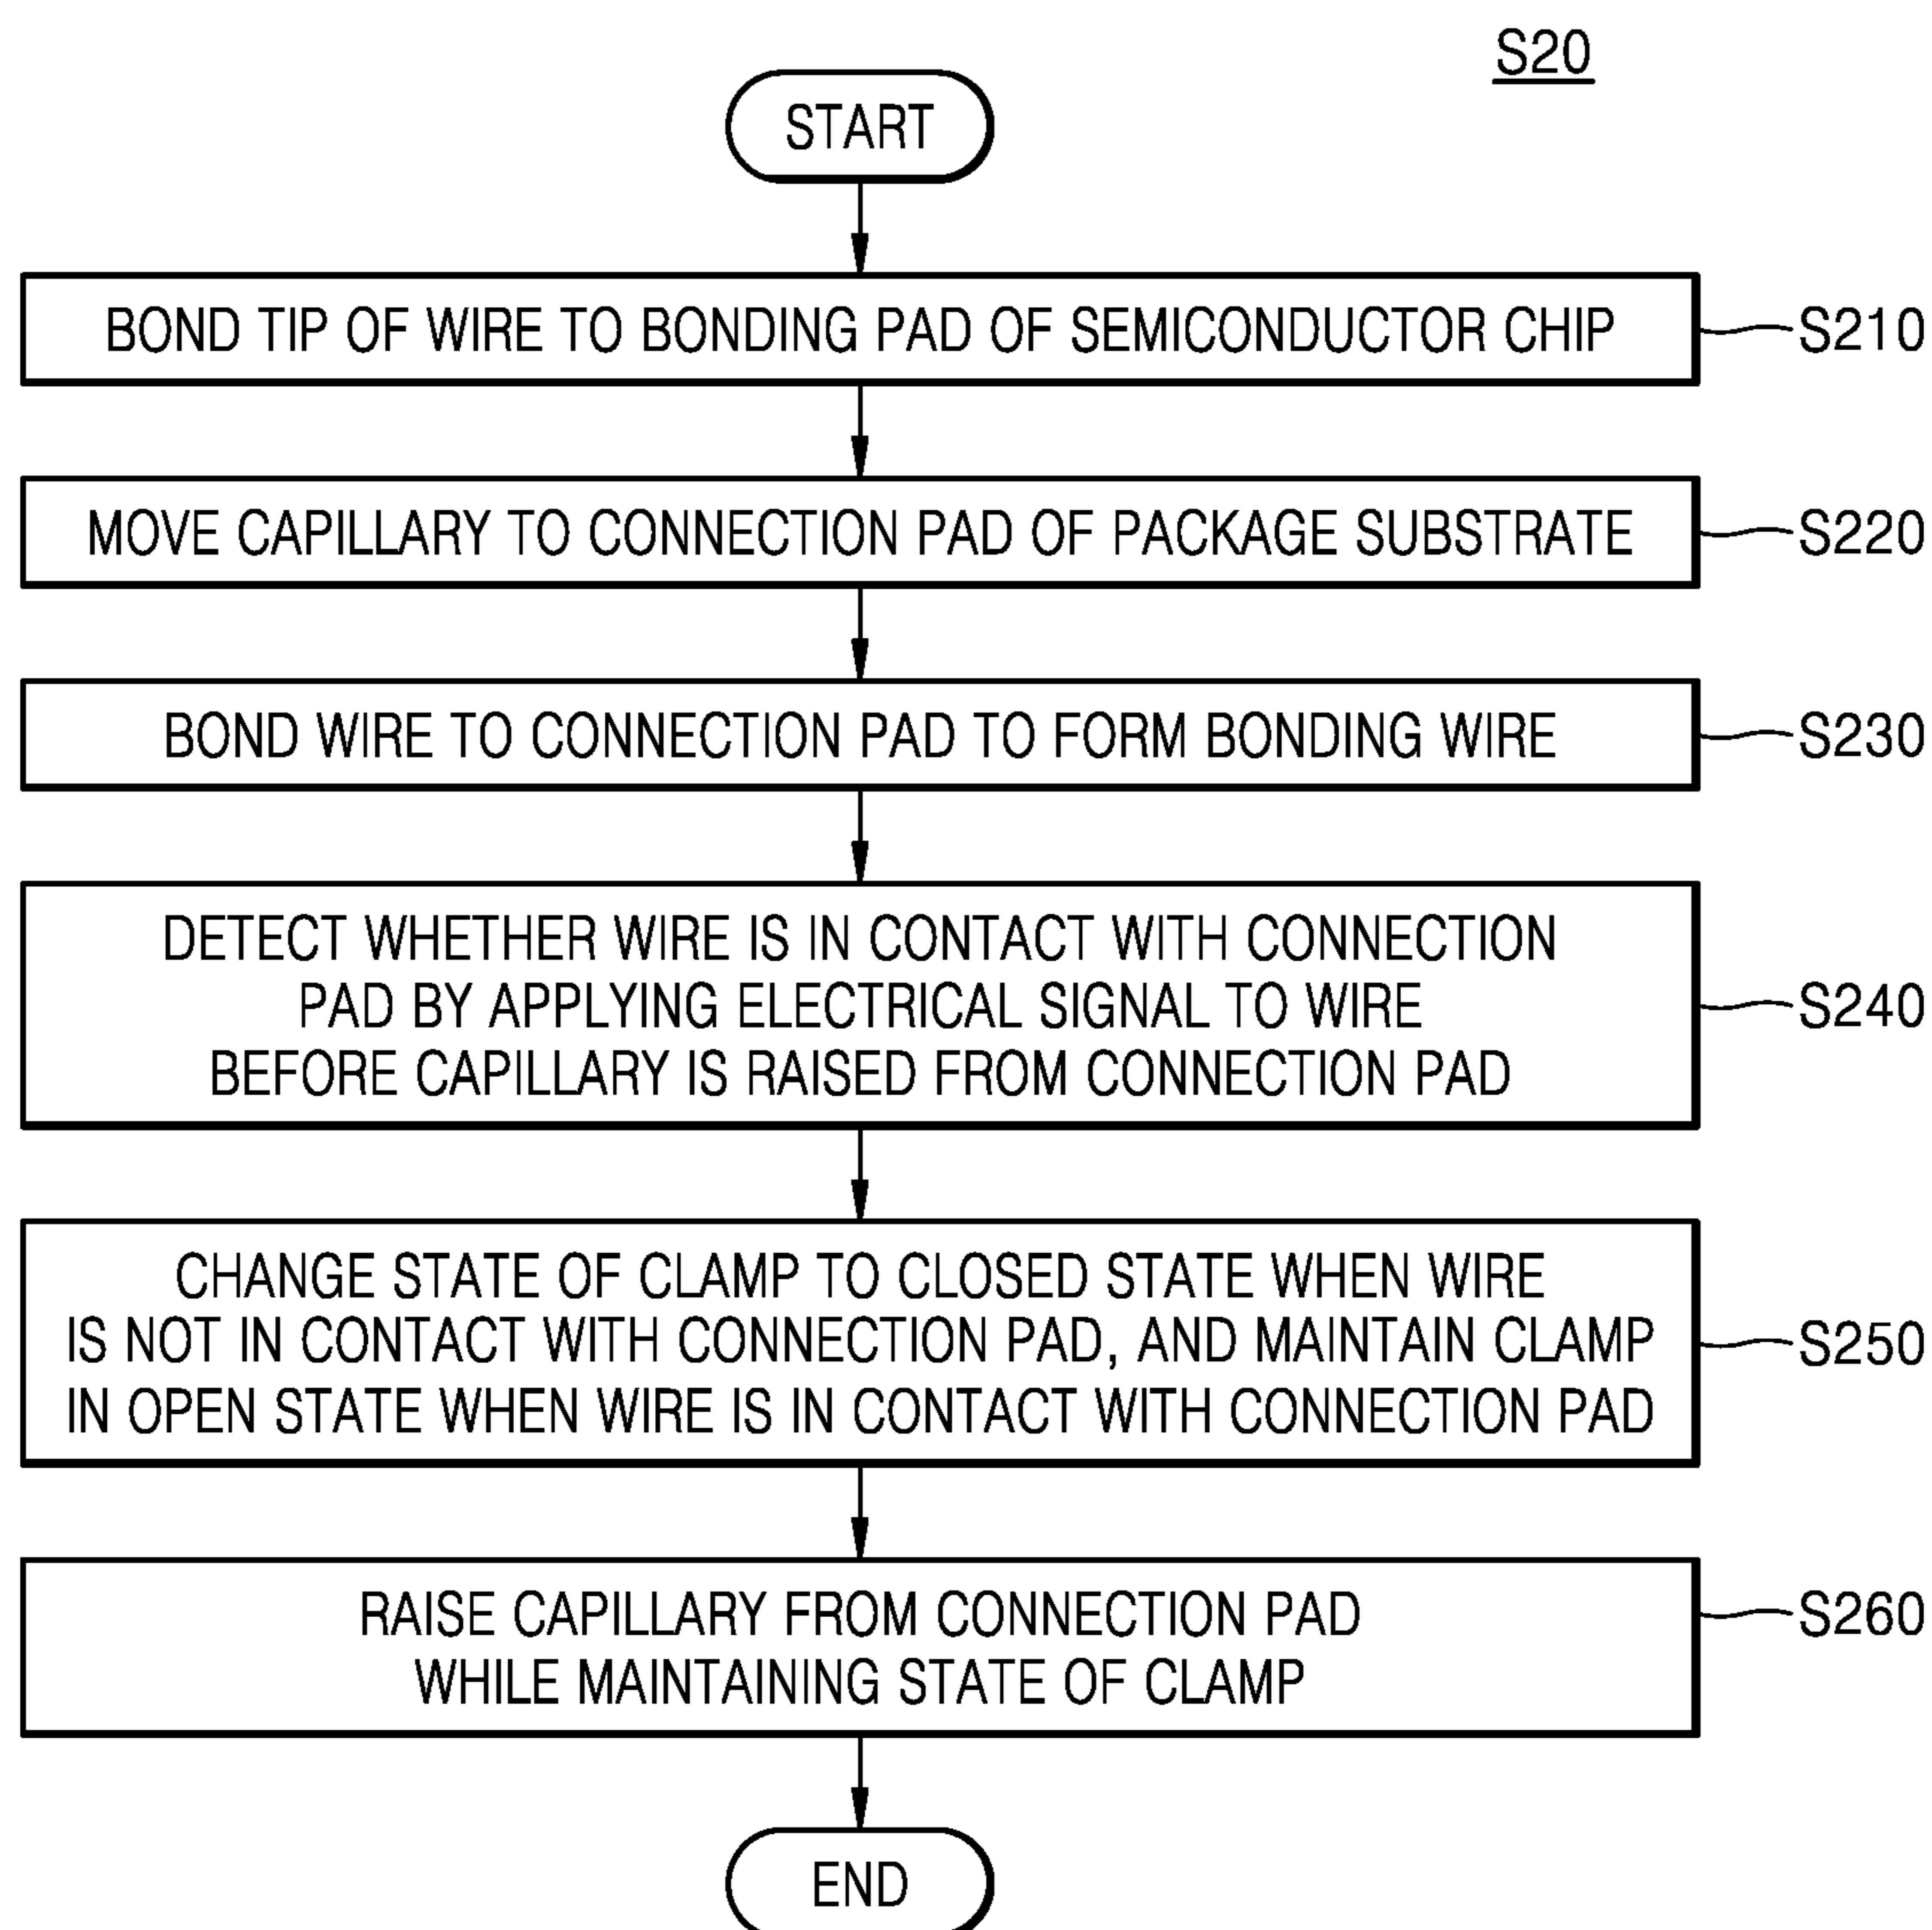 S20
START
BOND TIP OF WIRE TO BONDING PAD OF SEMICONDUCTOR CHIP
S210
MOVE CAPILLARY TO CONNECTION PAD OF PACKAGE SUBSTRATE
S220
BOND WIRE TO CONNECTION PAD TO FORM BONDING WIRE
S230
DETECT WHETHER WIRE IS IN CONTACT WITH CONNECTION
PAD BY APPLYING ELECTRICAL SIGNAL TO WIRE
BEFORE CAPILLARY IS RAISED FROM CONNECTION PAD
S240
CHANGE STATE OF CLAMP TO CLOSED STATE WHEN WIRE
IS NOT IN CONTACT WITH CONNECTION PAD, AND MAINTAIN CLAMP
IN OPEN STATE WHEN WIRE IS IN CONTACT WITH CONNECTION PAD
S250
RAISE CAPILLARY FROM CONNECTION PAD
WHILE MAINTAINING STATE OF CLAMP
S260
END